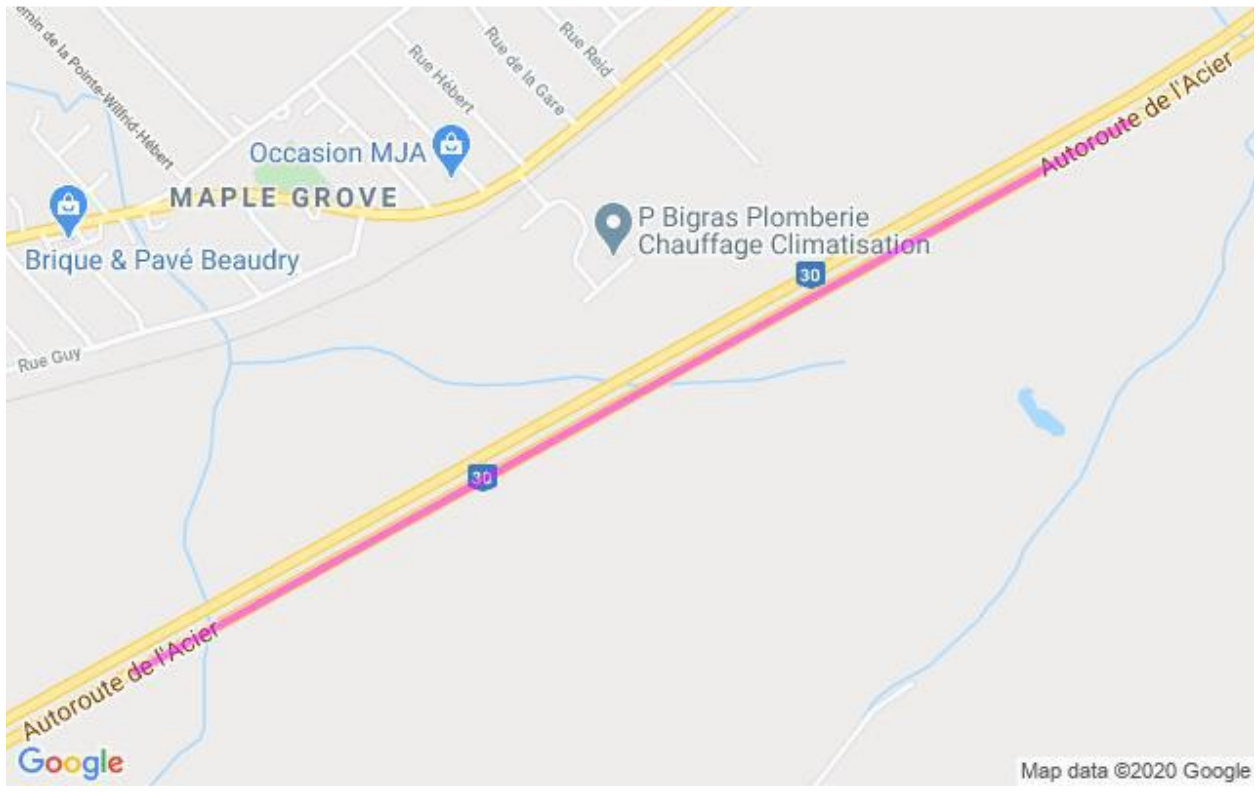 Chemin de la Pointe-Wilfrid-Hébert
Rue Hébert
Rue de la Gare
Rue Reid
Autoroute de l'Acier
Occasion MJA
MAPLE GROVE
Brique & Pavé Beaudry
P Bigras Plomberie
Chauffage Climatisation
30
Rue Guy
30
Autoroute de l'Acier
Google
Map data ©2020 Google